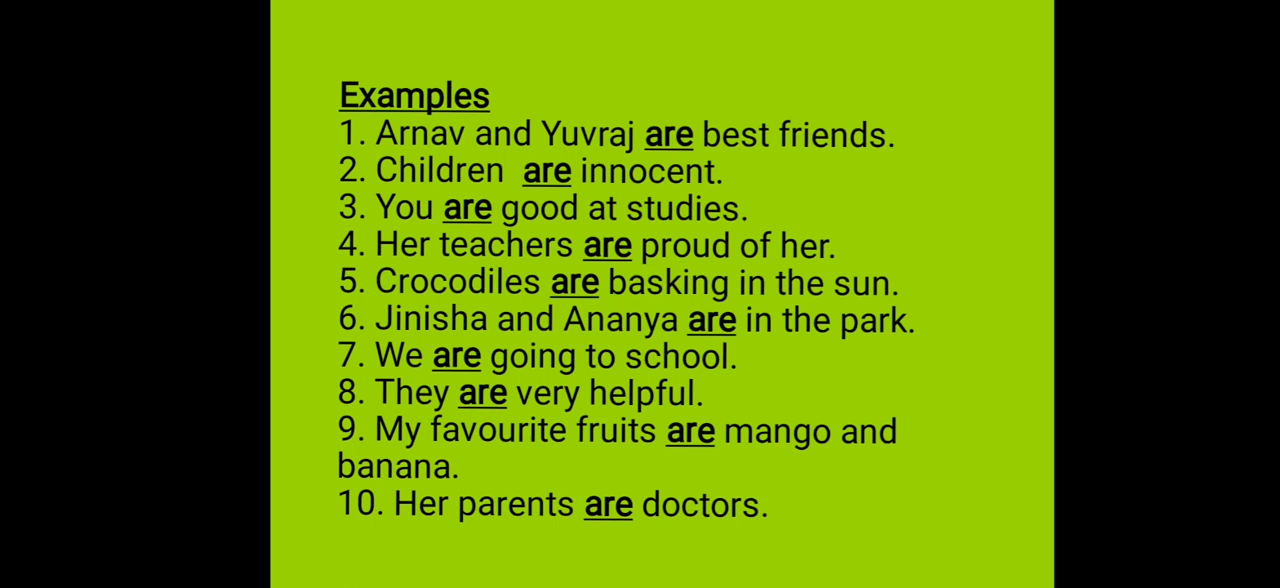 Examples
1. Arnav and Yuvraj are best friends.
2. Children  are innocent.
3. You are good at studies.
4. Her teachers are proud of her.
5. Crocodiles are basking in the sun.
6. Jinisha and Ananya are in the park.
7. We are going to school.
8. They are very helpful.
9. My favourite fruits are mango and
banana.
10. Her parents are doctors.